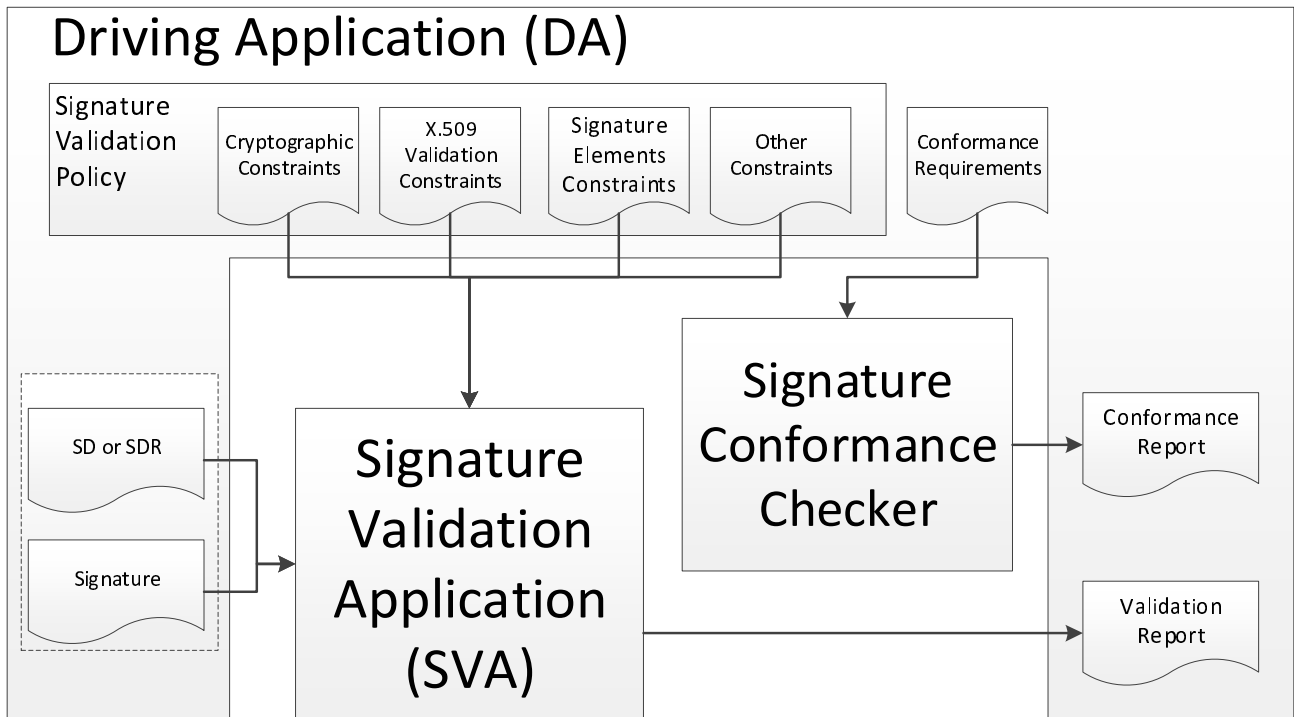 Driving Application (DA)
Signature
Validation
Policy
Cryptographic
Constraints
X.509
Validation
Constraints
Signature
Elements
Constraints
Other
Constraints
Conformance
Requirements
SD or SDR
Signature
Signature
Validation
Application
(SVA)
Signature
Conformance
Checker
Conformance
Report
Validation
Report